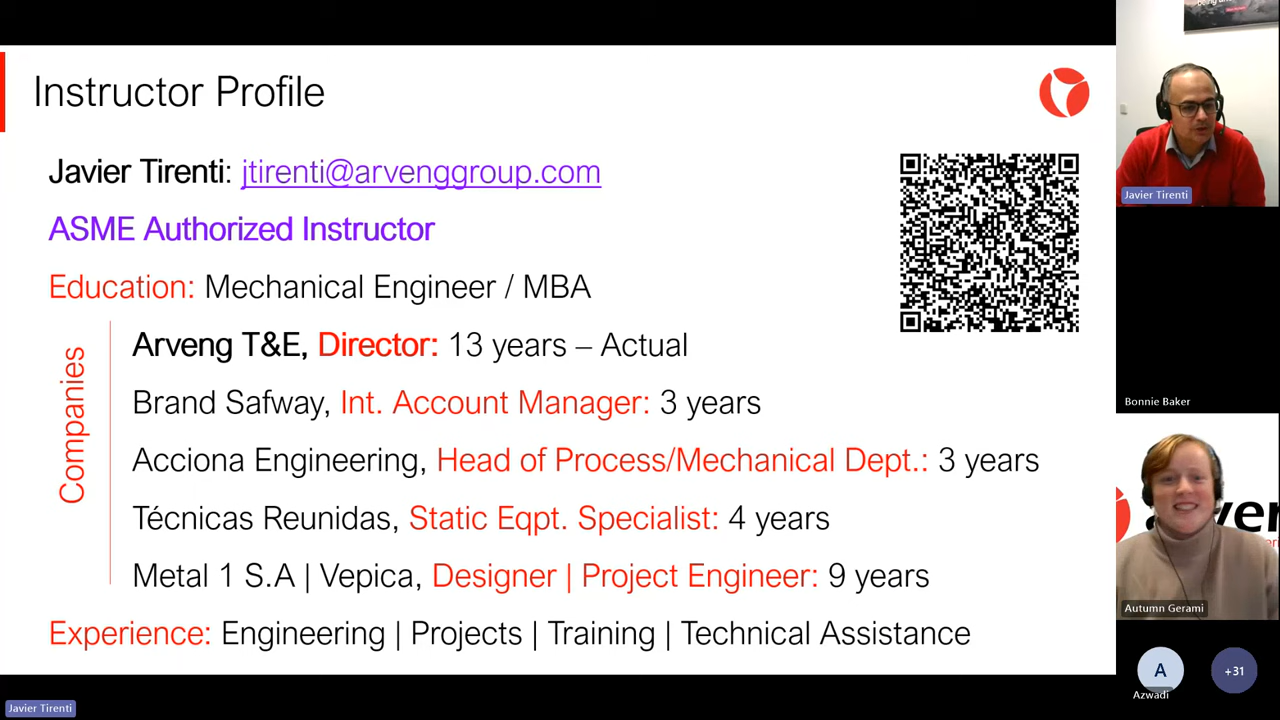 Instructor Profile
Javier Tirenti: jtirenti@arvenggroup.com
ASME Authorized Instructor
Education: Mechanical Engineer / MBA
Companies
Arveng T&E, Director: 13 years – Actual
Brand Safway, Int. Account Manager: 3 years
Acciona Engineering, Head of Process/Mechanical Dept.: 3 years
Técnicas Reunidas, Static Eqpt. Specialist: 4 years
Metal 1 S.A | Vepica, Designer | Project Engineer: 9 years
Experience: Engineering | Projects | Training | Technical Assistance
Javier Tirenti
Javier Tirenti
Bonnie Baker
Autumn Gerami
A
Azwadi
+31